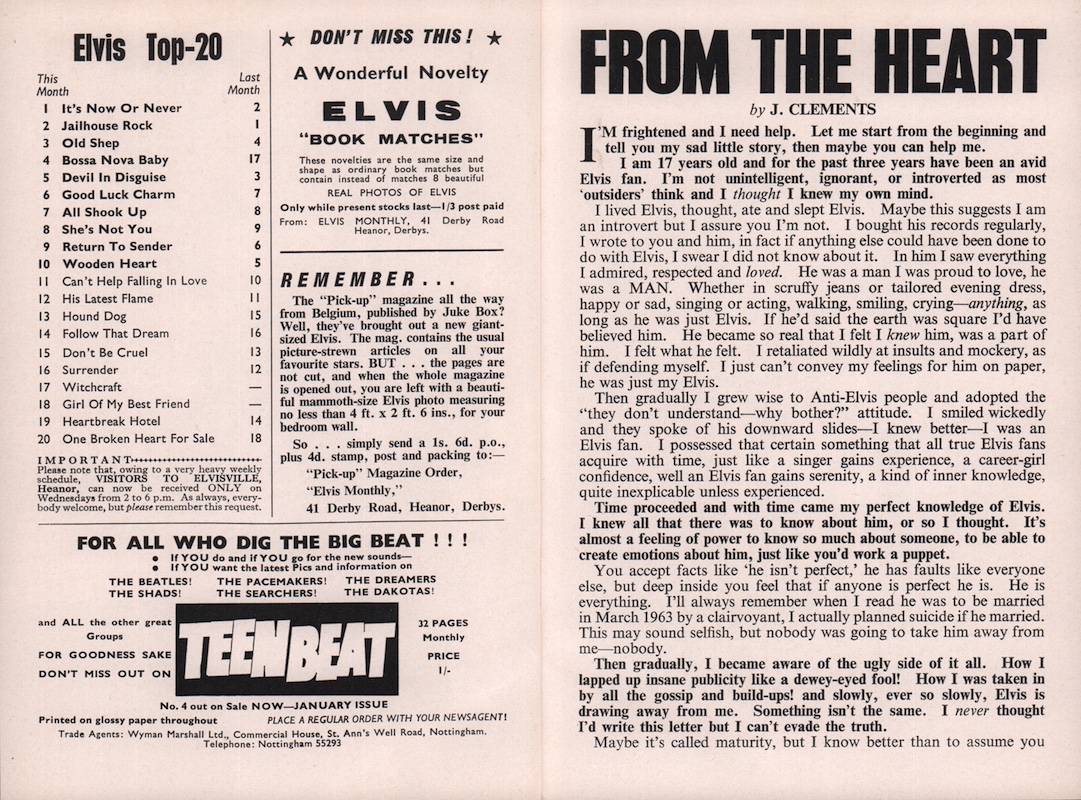 Elvis Top-20
This Month Last Month
1 It's Now Or Never 2
2 Jailhouse Rock 1
3 Old Shep 4
4 Bossa Nova Baby 17
5 Devil In Disguise 3
6 Good Luck Charm 7
7 All Shook Up 8
8 She's Not You 9
9 Return To Sender 6
10 Wooden Heart 5
11 Can't Help Falling In Love 10
12 His Latest Flame 11
13 Hound Dog 15
14 Follow That Dream 16
15 Don't Be Cruel 13
16 Surrender 12
17 Witchcraft —
18 Girl Of My Best Friend —
19 Heartbreak Hotel 14
20 One Broken Heart For Sale 18
IMPORTANT
Please note that, owing to a very heavy weekly
schedule, VISITORS TO ELVISVILLE,
Heanor, can now be received ONLY on
Wednesdays from 2 to 6 p.m. As always, every-
body welcome, but please remember this request.
★ DON'T MISS THIS! ★
A Wonderful Novelty
ELVIS
"BOOK MATCHES"
These novelties are the same size and
shape as ordinary book matches but
contain instead of matches 8 beautiful
REAL PHOTOS OF ELVIS
Only while present stocks last—1/3 post paid
From: ELVIS MONTHLY, 41 Derby Road
Heanor, Derbys.
REMEMBER . . .
The "Pick-up" magazine all the way
from Belgium, published by Juke Box?
Well, they've brought out a new giant-
sized Elvis. The mag. contains the usual
picture-strewn articles on all your
favourite stars. BUT . . . the pages are
not cut, and when the whole magazine
is opened out, you are left with a beauti-
ful mammoth-size Elvis photo measuring
no less than 4 ft. x 2 ft. 6 ins., for your
bedroom wall.
So . . . simply send a 1s. 6d. p.o.,
plus 4d. stamp, post and packing to:—
"Pick-up" Magazine Order,
"Elvis Monthly,"
41 Derby Road, Heanor, Derbys.
FOR ALL WHO DIG THE BIG BEAT ! ! !
● If YOU do and if YOU go for the new sounds—
● If YOU want the latest Pics and information on
THE BEATLES! THE PACEMAKERS! THE DREAMERS
THE SHADS! THE SEARCHERS! THE DAKOTAS!
and ALL the other great
Groups
FOR GOODNESS SAKE
DON'T MISS OUT ON
TEENBEAT
32 PAGES
Monthly
PRICE
1/-
No. 4 out on Sale NOW—JANUARY ISSUE
Printed on glossy paper throughout PLACE A REGULAR ORDER WITH YOUR NEWSAGENT!
Trade Agents: Wyman Marshall Ltd., Commercial House, St. Ann's Well Road, Nottingham.
Telephone: Nottingham 55293
FROM THE HEART
by J. CLEMENTS
I'M frightened and I need help. Let me start from the beginning and
tell you my sad little story, then maybe you can help me.
I am 17 years old and for the past three years have been an avid
Elvis fan. I'm not unintelligent, ignorant, or introverted as most
'outsiders' think and I thought I knew my own mind.
I lived Elvis, thought, ate and slept Elvis. Maybe this suggests I am
an introvert but I assure you I'm not. I bought his records regularly,
I wrote to you and him, in fact if anything else could have been done to
do with Elvis, I swear I did not know about it. In him I saw everything
I admired, respected and loved. He was a man I was proud to love, he
was a MAN. Whether in scruffy jeans or tailored evening dress,
happy or sad, singing or acting, walking, smiling, crying—anything, as
long as he was just Elvis. If he'd said the earth was square I'd have
believed him. He became so real that I felt I knew him, was a part of
him. I felt what he felt. I retaliated wildly at insults and mockery, as
if defending myself. I just can't convey my feelings for him on paper,
he was just my Elvis.
Then gradually I grew wise to Anti-Elvis people and adopted the
"they don't understand—why bother?" attitude. I smiled wickedly
and they spoke of his downward slides—I knew better—I was an
Elvis fan. I possessed that certain something that all true Elvis fans
acquire with time, just like a singer gains experience, a career-girl
confidence, well an Elvis fan gains serenity, a kind of inner knowledge,
quite inexplicable unless experienced.
Time proceeded and with time came my perfect knowledge of Elvis.
I knew all that there was to know about him, or so I thought. It's
almost a feeling of power to know so much about someone, to be able to
create emotions about him, just like you'd work a puppet.
You accept facts like 'he isn't perfect,' he has faults like everyone
else, but deep inside you feel that if anyone is perfect he is. He is
everything. I'll always remember when I read he was to be married
in March 1963 by a clairvoyant, I actually planned suicide if he married.
This may sound selfish, but nobody was going to take him away from
me—nobody.
Then gradually, I became aware of the ugly side of it all. How I
lapped up insane publicity like a dewey-eyed fool! How I was taken in
by all the gossip and build-ups! and slowly, ever so slowly, Elvis is
drawing away from me. Something isn't the same. I never thought
I'd write this letter but I can't evade the truth.
Maybe it's called maturity, but I know better than to assume you